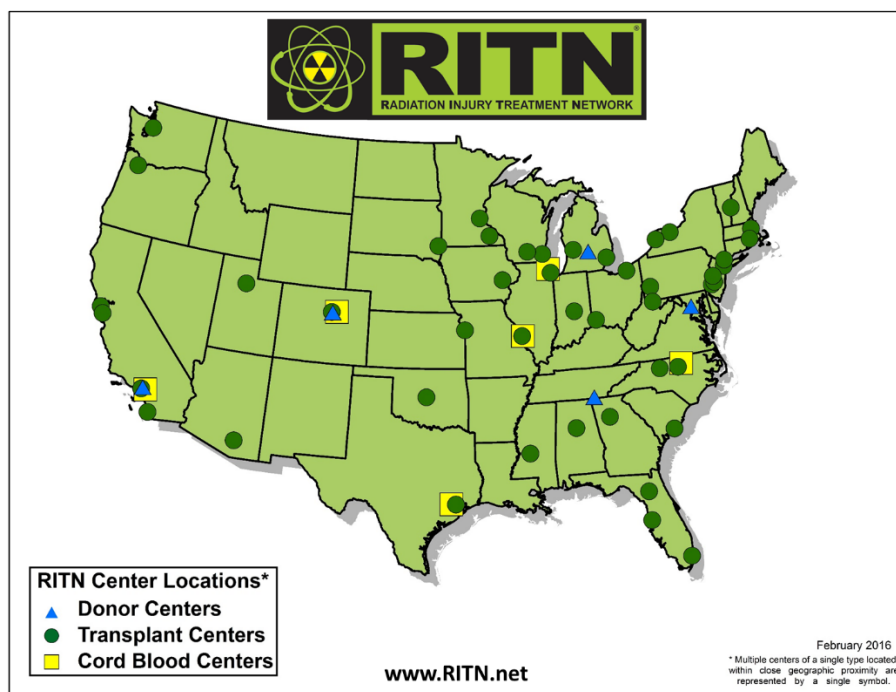 RITN®
RADIATION INJURY TREATMENT NETWORK
RITN Center Locations*
Donor Centers
Transplant Centers
Cord Blood Centers
www.RITN.net
February 2016
* Multiple centers of a single type located
within close geographic proximity are
represented by a single symbol.